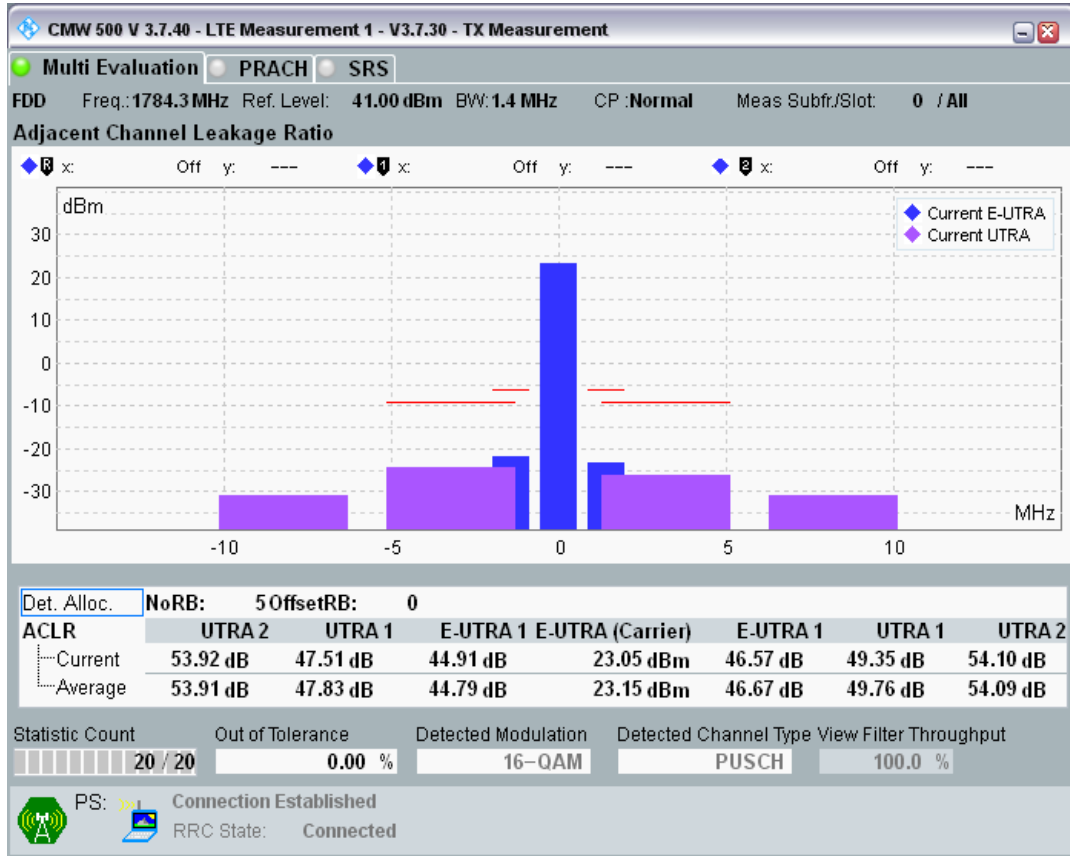 CMW 500 V 3.7.40 - LTE Measurement 1 - V3.7.30 - TX Measurement
Multi Evaluation PRACH SRS
FDD Freq.: 1784.3 MHz Ref. Level: 41.00 dBm BW: 1.4 MHz CP :Normal Meas Subfr./Slot: 0 / All
Adjacent Channel Leakage Ratio
R x: Off y: --- 1 x: Off y: --- 2 x: Off y: ---
dBm
Current E-UTRA
Current UTRA
30
20
10
0
-10
-20
-30
MHz
-10 -5 0 5 10
Det. Alloc. NoRB: 5 OffsetRB: 0
ACLR UTRA 2 UTRA 1 E-UTRA 1 E-UTRA (Carrier) E-UTRA 1 UTRA 1 UTRA 2
Current 53.92 dB 47.51 dB 44.91 dB 23.05 dBm 46.57 dB 49.35 dB 54.10 dB
Average 53.91 dB 47.83 dB 44.79 dB 23.15 dBm 46.67 dB 49.76 dB 54.09 dB
Statistic Count Out of Tolerance Detected Modulation Detected Channel Type View Filter Throughput
20 / 20 0.00 % 16-QAM PUSCH 100.0 %
PS: Connection Established
RRC State: Connected